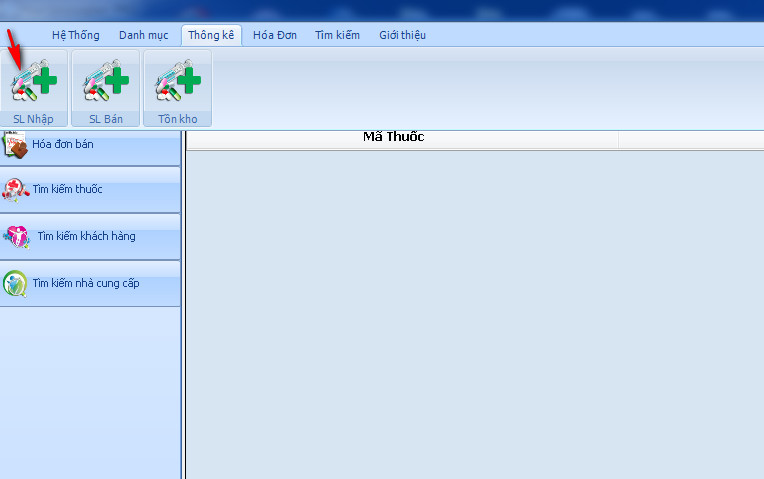 Hệ Thống Danh mục Thông kê Hóa Đơn Tìm kiếm Giới thiệu
SL Nhập SL Bán Tồn kho
Mã Thuốc
Hóa đơn bán
Tìm kiếm thuốc
Tìm kiếm khách hàng
Tìm kiếm nhà cung cấp